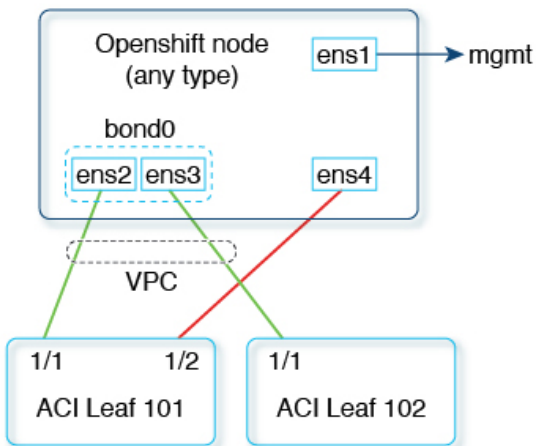 Openshift node
(any type)
ens1
mgmt
bond0
ens2
ens3
ens4
VPC
1/1
1/2
1/1
ACI Leaf 101
ACI Leaf 102